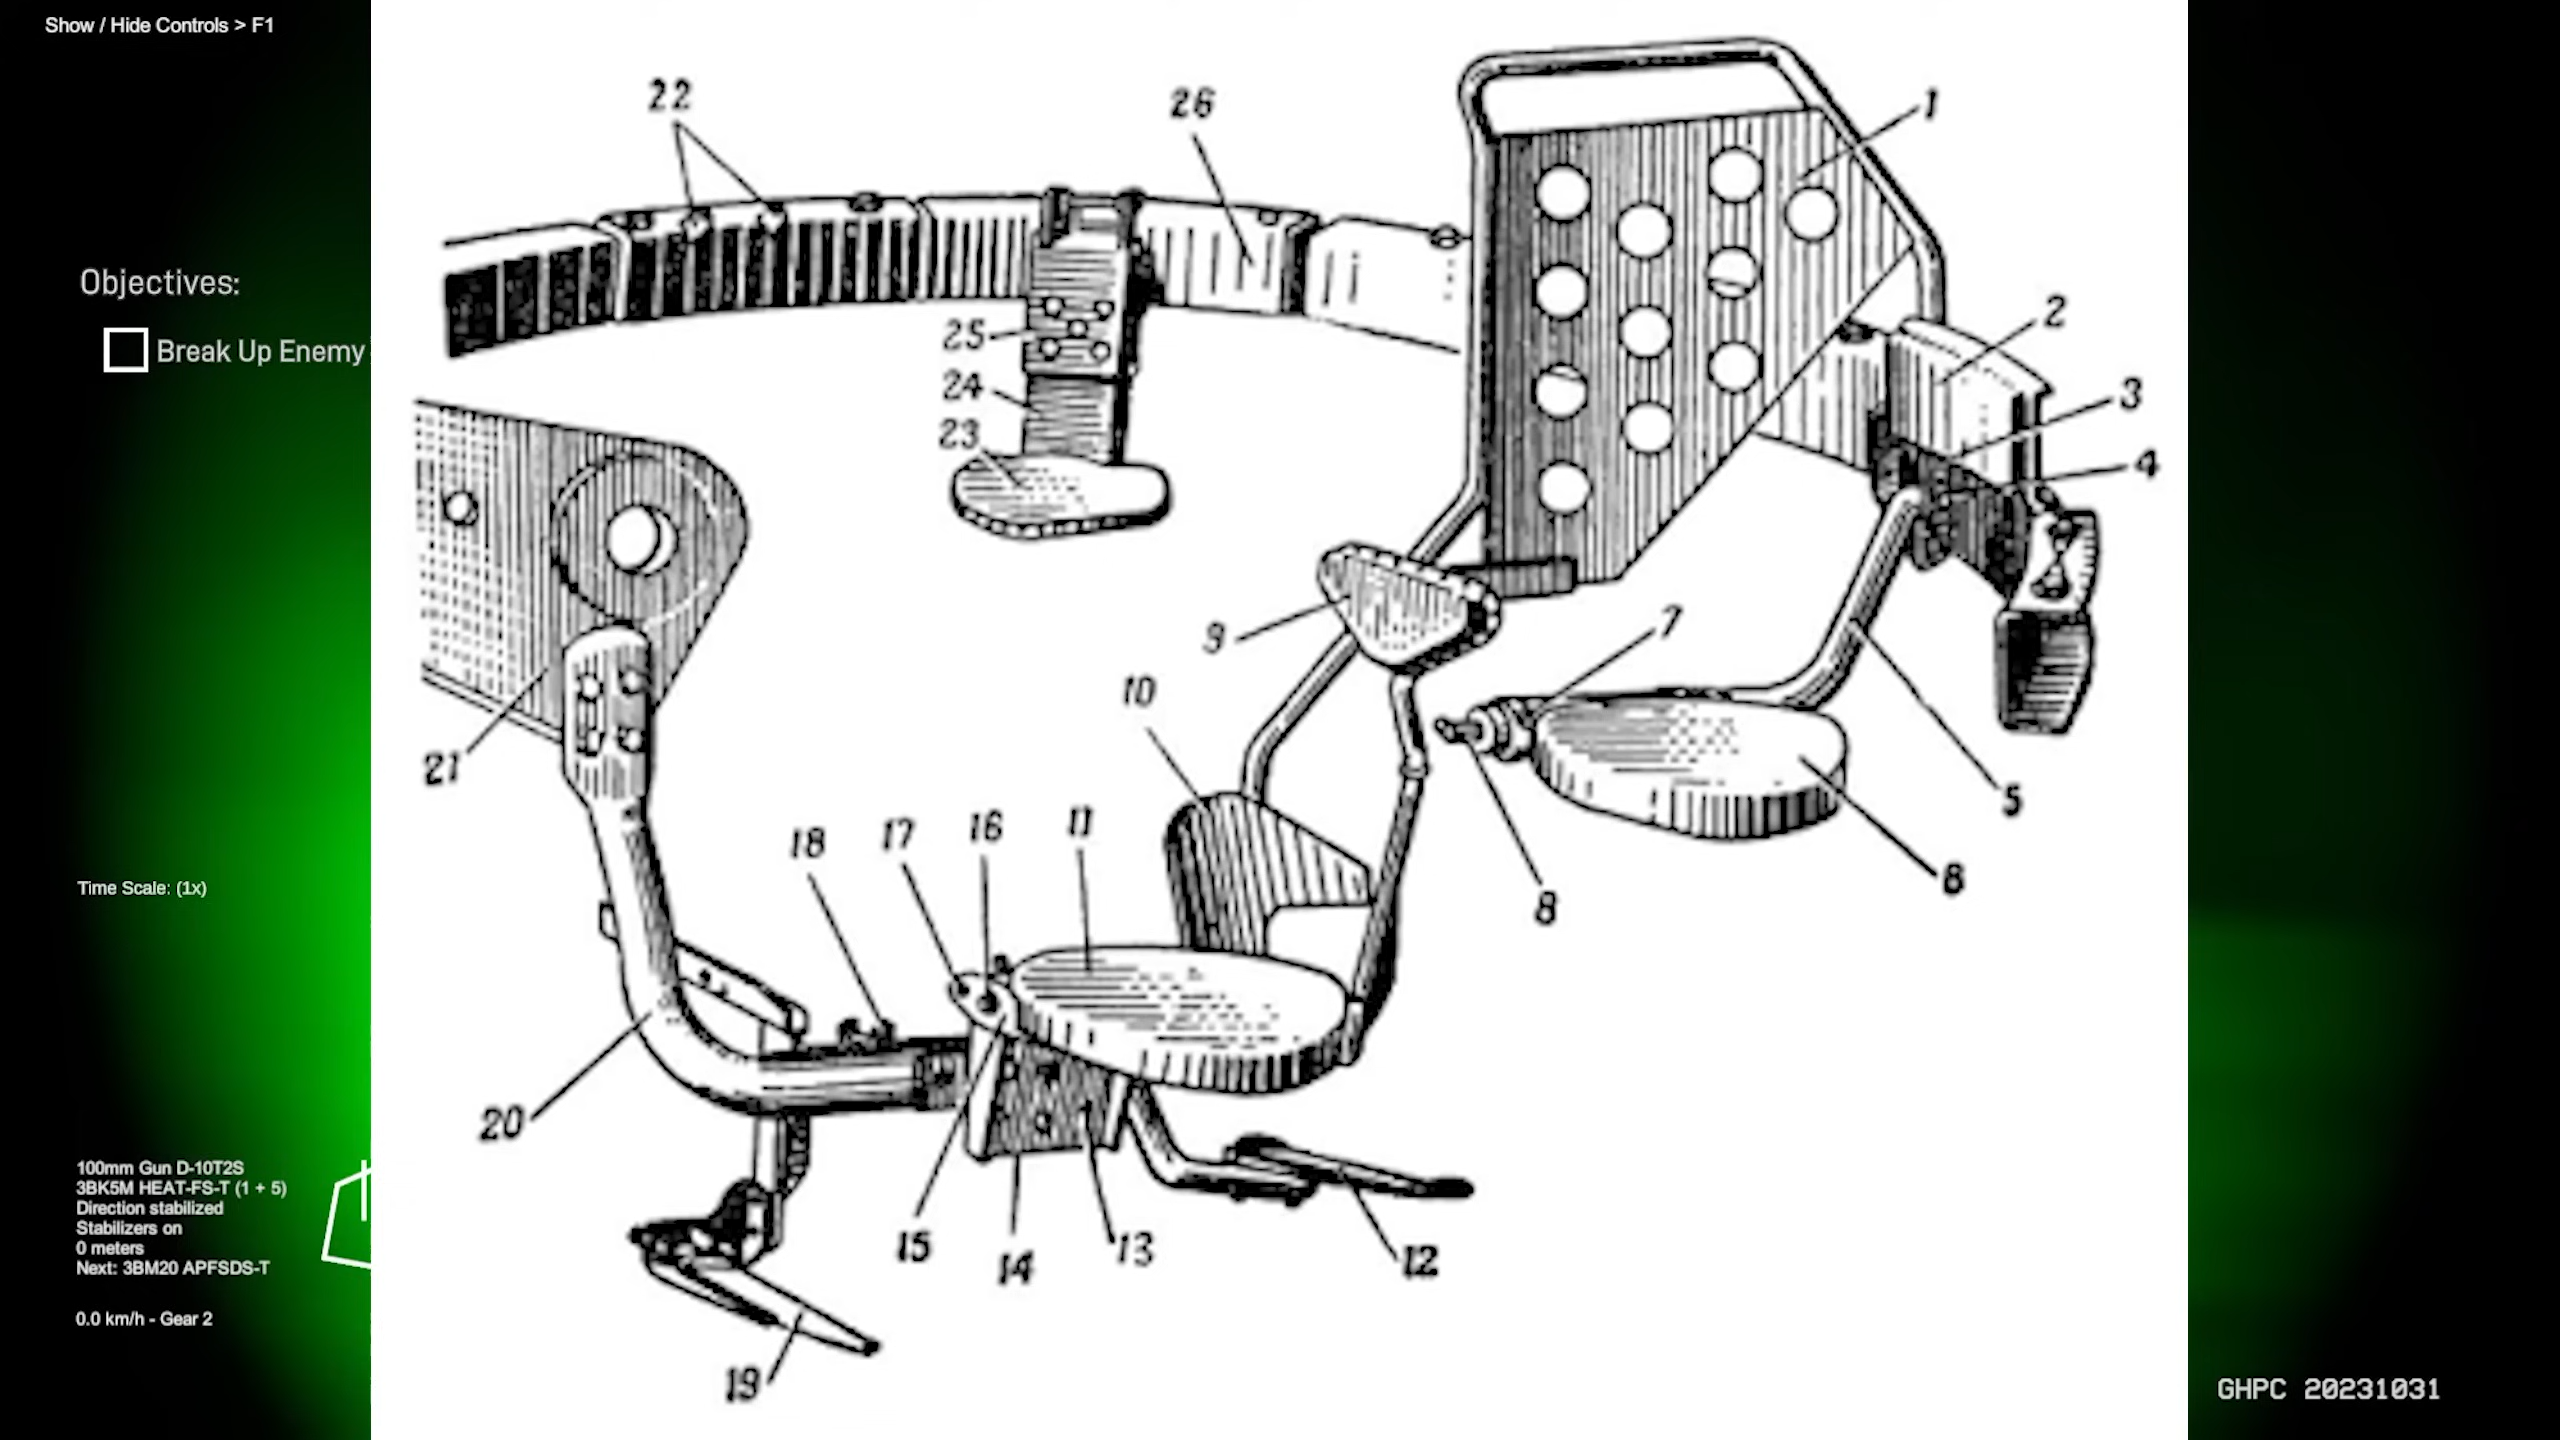 Show / Hide Controls > F1
Objectives:
Break Up Enemy
Time Scale: (1x)
100mm Gun D-10T2S
3BK5M HEAT-FS-T (1 + 5)
Direction stabilized
Stabilizers on
0 meters
Next: 3BM20 APFSDS-T
0.0 km/h - Gear 2
22
26
1
2
25
3
24
4
23
9
7
10
21
5
18
17
16
11
6
8
20
15
14
13
12
19
GHPC 20231031